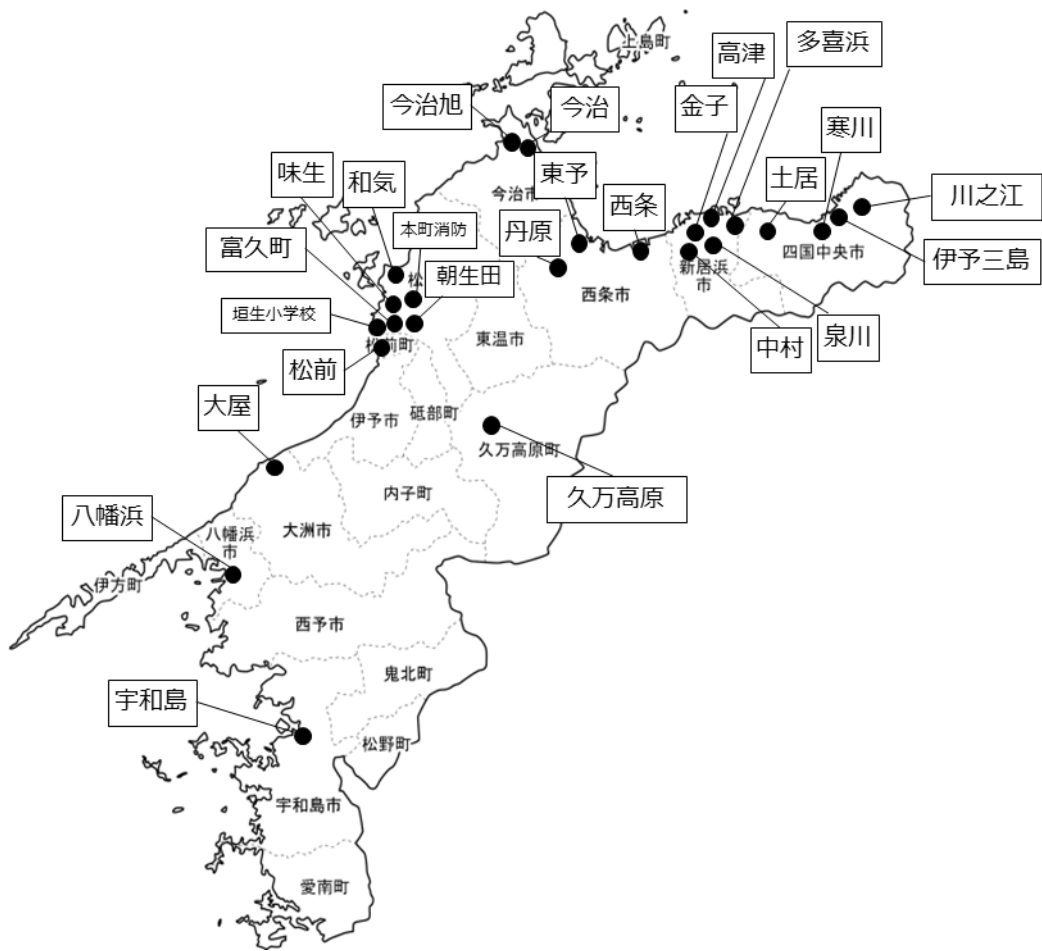 上島町
高津
多喜浜
今治旭
今治
金子
寒川
東予
味生
和気
西条
土居
川之江
今治市
本町消防
丹原
富久町
朝生田
松
四国中央市
伊予三島
新居浜
市
西条市
垣生小学校
東温市
中村
泉川
松前町
松前
大屋
伊予市
砥部町
久万高原町
内子町
久万高原
八幡浜
大洲市
八幡浜
市
伊方町
西予市
鬼北町
宇和島
松野町
宇和島市
愛南町